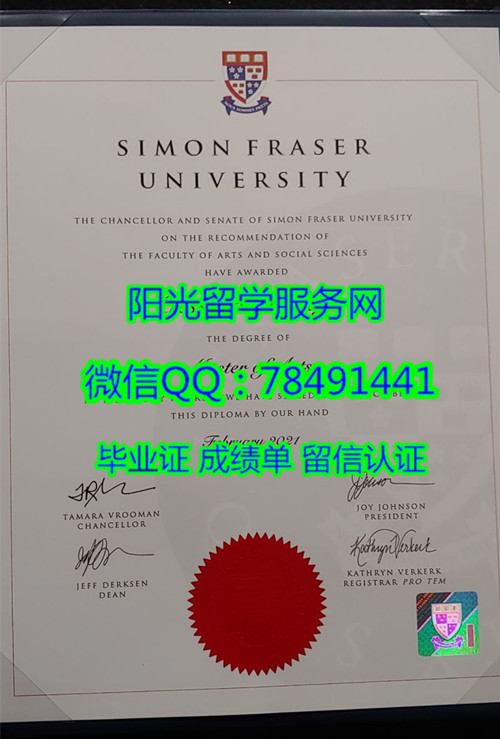 SIMON FRASER
UNIVERSITY
THE CHANCELLOR AND SENATE OF SIMON FRASER UNIVERSITY
ON THE RECOMMENDATION OF
THE FACULTY OF ARTS AND SOCIAL SCIENCES
HAVE AWARDED
阳光留学服务网
THE DEGREE OF
of Arts
微信QQ：78491441
THIS DIPLOMA BY OUR HAND
February 2021
毕业证 成绩单 留信认证
TAMARA VROOMAN
CHANCELLOR
JOY JOHNSON
PRESIDENT
JEFF DERKSEN
DEAN
KATHRYN VERKERK
REGISTRAR PRO TEM